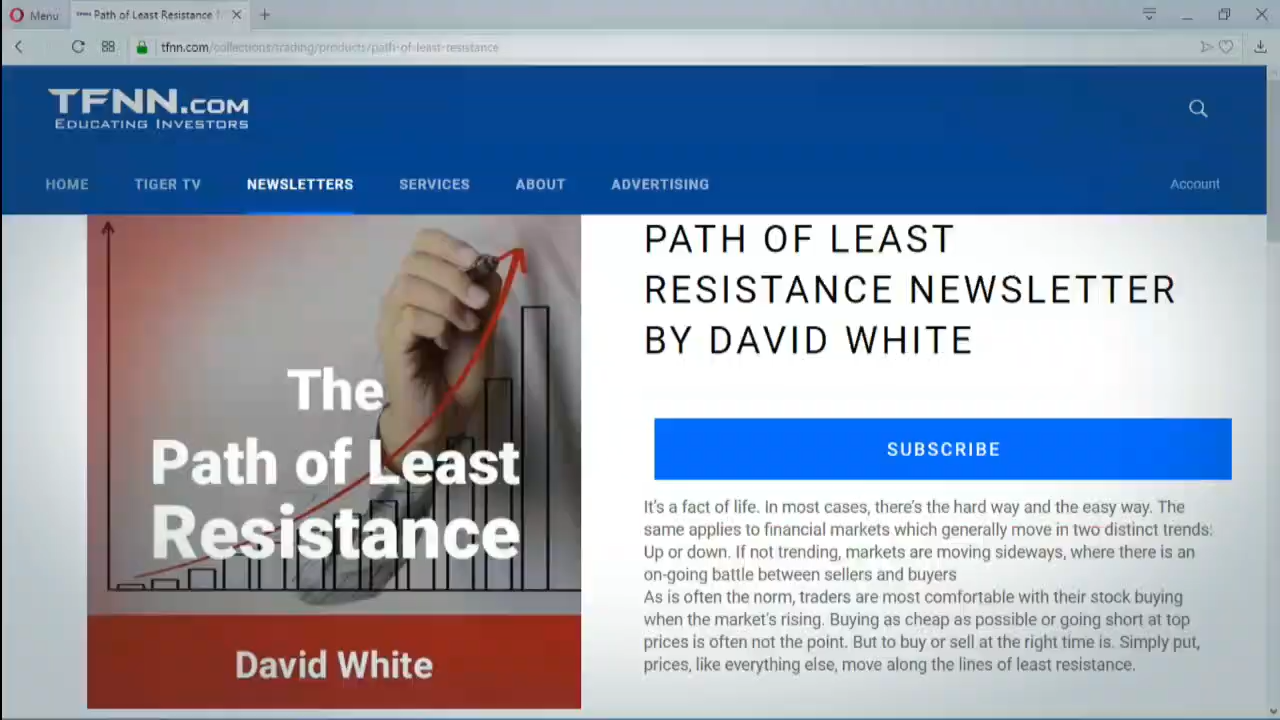 Menu
Path of Least Resistance
tfnn.com/collections/trading/products/path-of-least-resistance
TFNN.COM
EDUCATING INVESTORS
HOME TIGER TV NEWSLETTERS SERVICES ABOUT ADVERTISING Account
The
Path of Least
Resistance
David White
PATH OF LEAST
RESISTANCE NEWSLETTER
BY DAVID WHITE
SUBSCRIBE
It's a fact of life. In most cases, there's the hard way and the easy way. The
same applies to financial markets which generally move in two distinct trends:
Up or down. If not trending, markets are moving sideways, where there is an
on-going battle between sellers and buyers
As is often the norm, traders are most comfortable with their stock buying
when the market's rising. Buying as cheap as possible or going short at top
prices is often not the point. But to buy or sell at the right time is. Simply put,
prices, like everything else, move along the lines of least resistance.